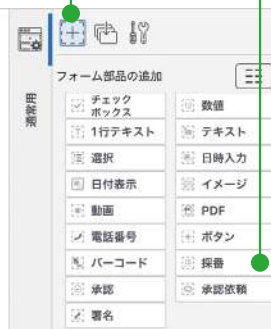 フォーム部品の追加
通常用
チェック
ボックス
数値
1行テキスト
テキスト
選択
日時入力
日付表示
イメージ
動画
PDF
電話番号
ボタン
バーコード
採番
承認
承認依頼
署名